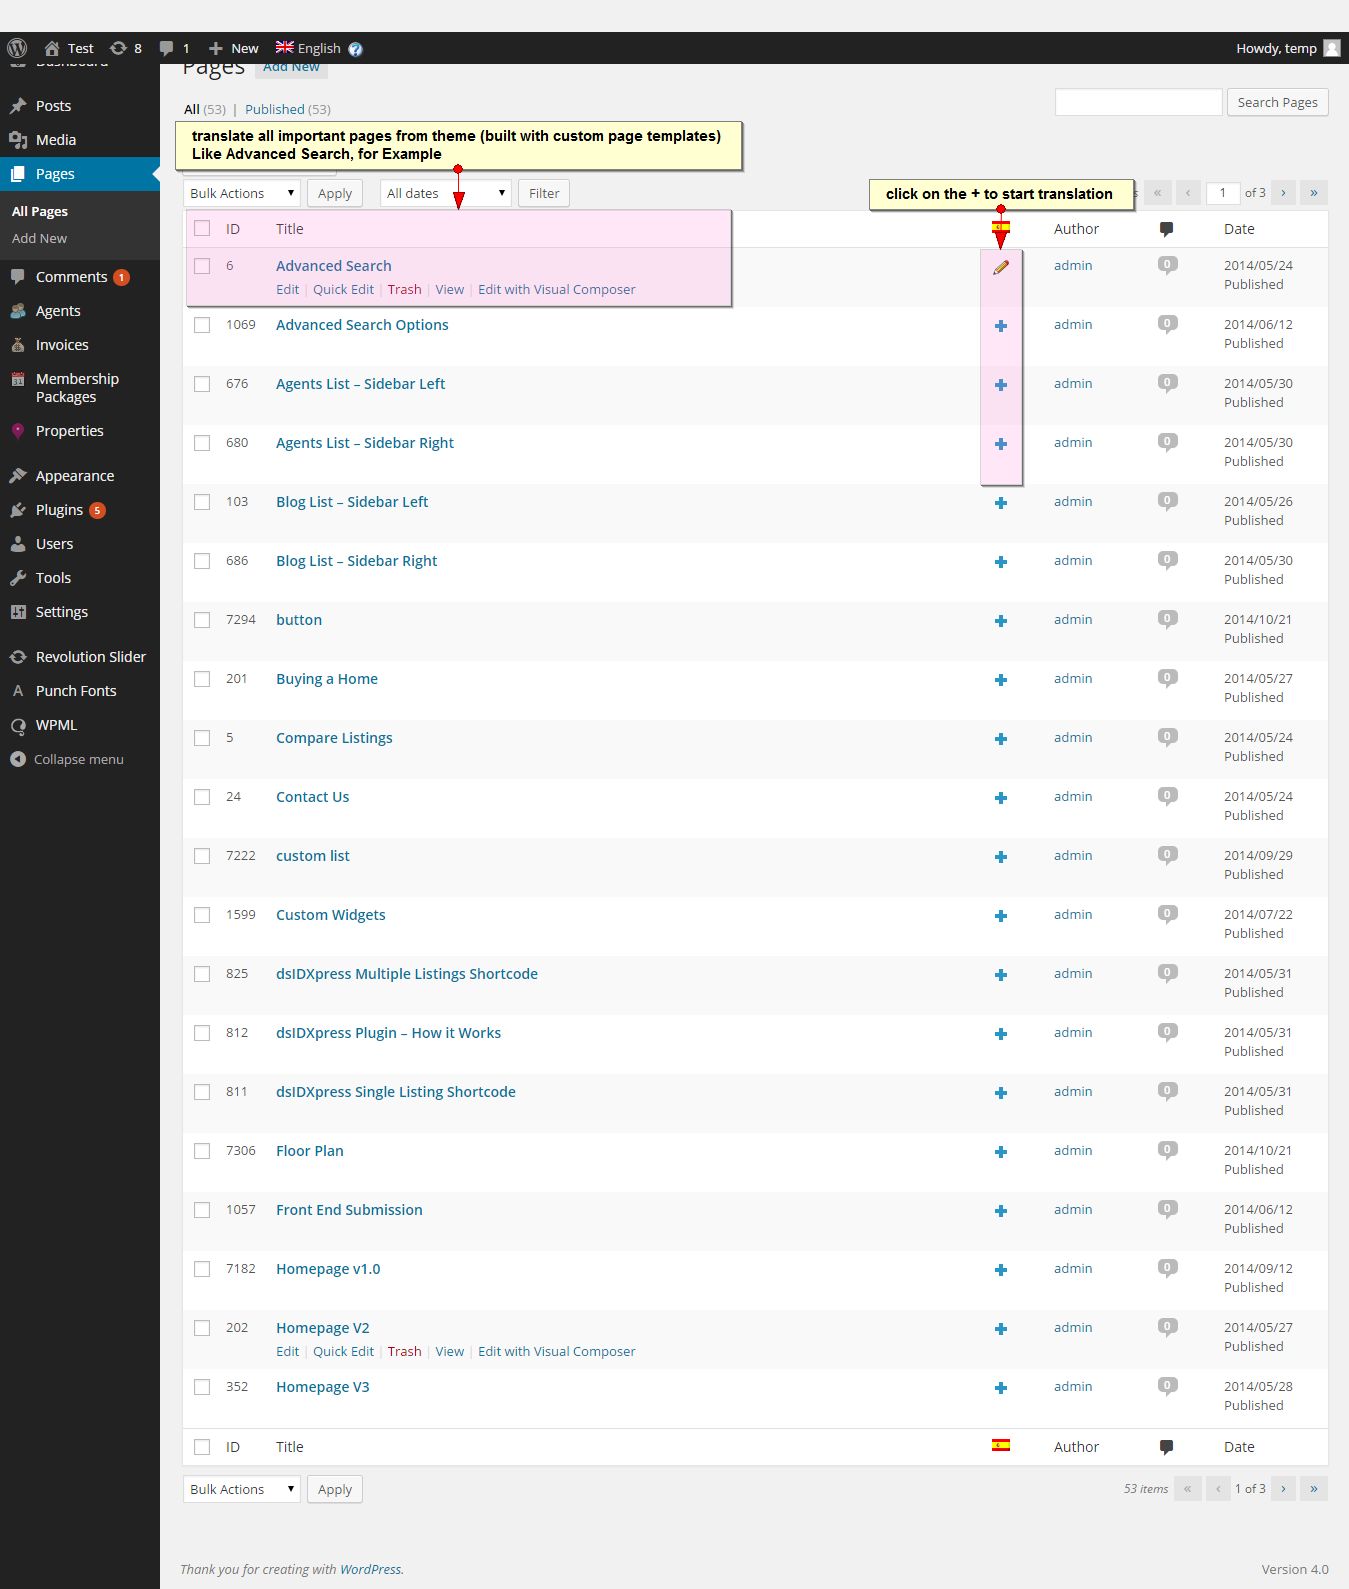 Test 8 1 New English Howdy, temp
Dashboard
Pages Add New
Posts
Media
Pages
All Pages
Add New
Comments 1
Agents
Invoices
Membership
Packages
Properties
Appearance
Plugins 5
Users
Tools
Settings
Revolution Slider
Punch Fonts
WPML
Collapse menu
All (53) | Published (53)
Search Pages
translate all important pages from theme (built with custom page templates)
Like Advanced Search, for Example
Bulk Actions Apply All dates Filter
click on the + to start translation
« ‹ 1 of 3 › »
ID Title Author Date
6 Advanced Search admin 0 2014/05/24
Edit | Quick Edit | Trash | View | Edit with Visual Composer Published
1069 Advanced Search Options admin 0 2014/06/12
Published
676 Agents List – Sidebar Left admin 0 2014/05/30
Published
680 Agents List – Sidebar Right admin 0 2014/05/30
Published
103 Blog List – Sidebar Left admin 0 2014/05/26
Published
686 Blog List – Sidebar Right admin 0 2014/05/30
Published
7294 button admin 0 2014/10/21
Published
201 Buying a Home admin 0 2014/05/27
Published
5 Compare Listings admin 0 2014/05/24
Published
24 Contact Us admin 0 2014/05/24
Published
7222 custom list admin 0 2014/09/29
Published
1599 Custom Widgets admin 0 2014/07/22
Published
825 dsIDXpress Multiple Listings Shortcode admin 0 2014/05/31
Published
812 dsIDXpress Plugin – How it Works admin 0 2014/05/31
Published
811 dsIDXpress Single Listing Shortcode admin 0 2014/05/31
Published
7306 Floor Plan admin 0 2014/10/21
Published
1057 Front End Submission admin 0 2014/06/12
Published
7182 Homepage v1.0 admin 0 2014/09/12
Published
202 Homepage V2 admin 0 2014/05/27
Edit | Quick Edit | Trash | View | Edit with Visual Composer Published
352 Homepage V3 admin 0 2014/05/28
Published
ID Title Author Date
Bulk Actions Apply 53 items « ‹ 1 of 3 › »
Thank you for creating with WordPress. Version 4.0